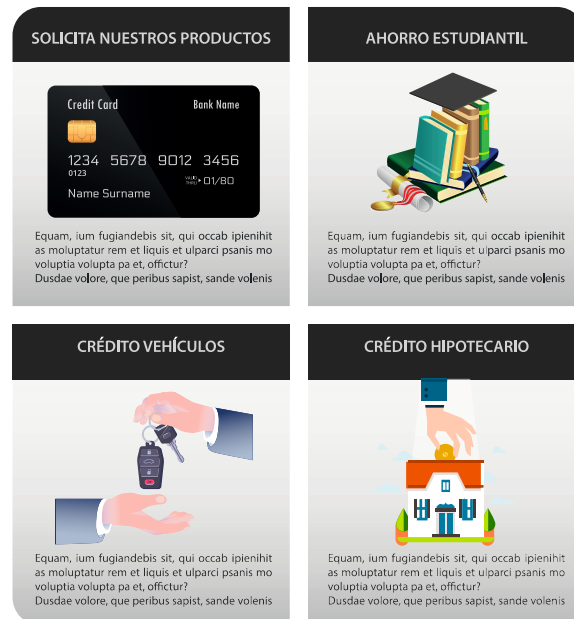 SOLICITA NUESTROS PRODUCTOS
Credit Card Bank Name
1234 5678 9012 3456
0123
VALID THRU 01/80
Name Surname
Equam, ium fugiandebis sit, qui occab ipienihit
as moluptatur rem et liquis et ulparci psanis mo
voluptia volupta pa et, offictur?
Dusdae volore, que peribus sapist, sande volenis
AHORRO ESTUDIANTIL
Equam, ium fugiandebis sit, qui occab ipienihit
as moluptatur rem et liquis et ulparci psanis mo
voluptia volupta pa et, offictur?
Dusdae volore, que peribus sapist, sande volenis
CRÉDITO VEHÍCULOS
Equam, ium fugiandebis sit, qui occab ipienihit
as moluptatur rem et liquis et ulparci psanis mo
voluptia volupta pa et, offictur?
Dusdae volore, que peribus sapist, sande volenis
CRÉDITO HIPOTECARIO
Equam, ium fugiandebis sit, qui occab ipienihit
as moluptatur rem et liquis et ulparci psanis mo
voluptia volupta pa et, offictur?
Dusdae volore, que peribus sapist, sande volenis